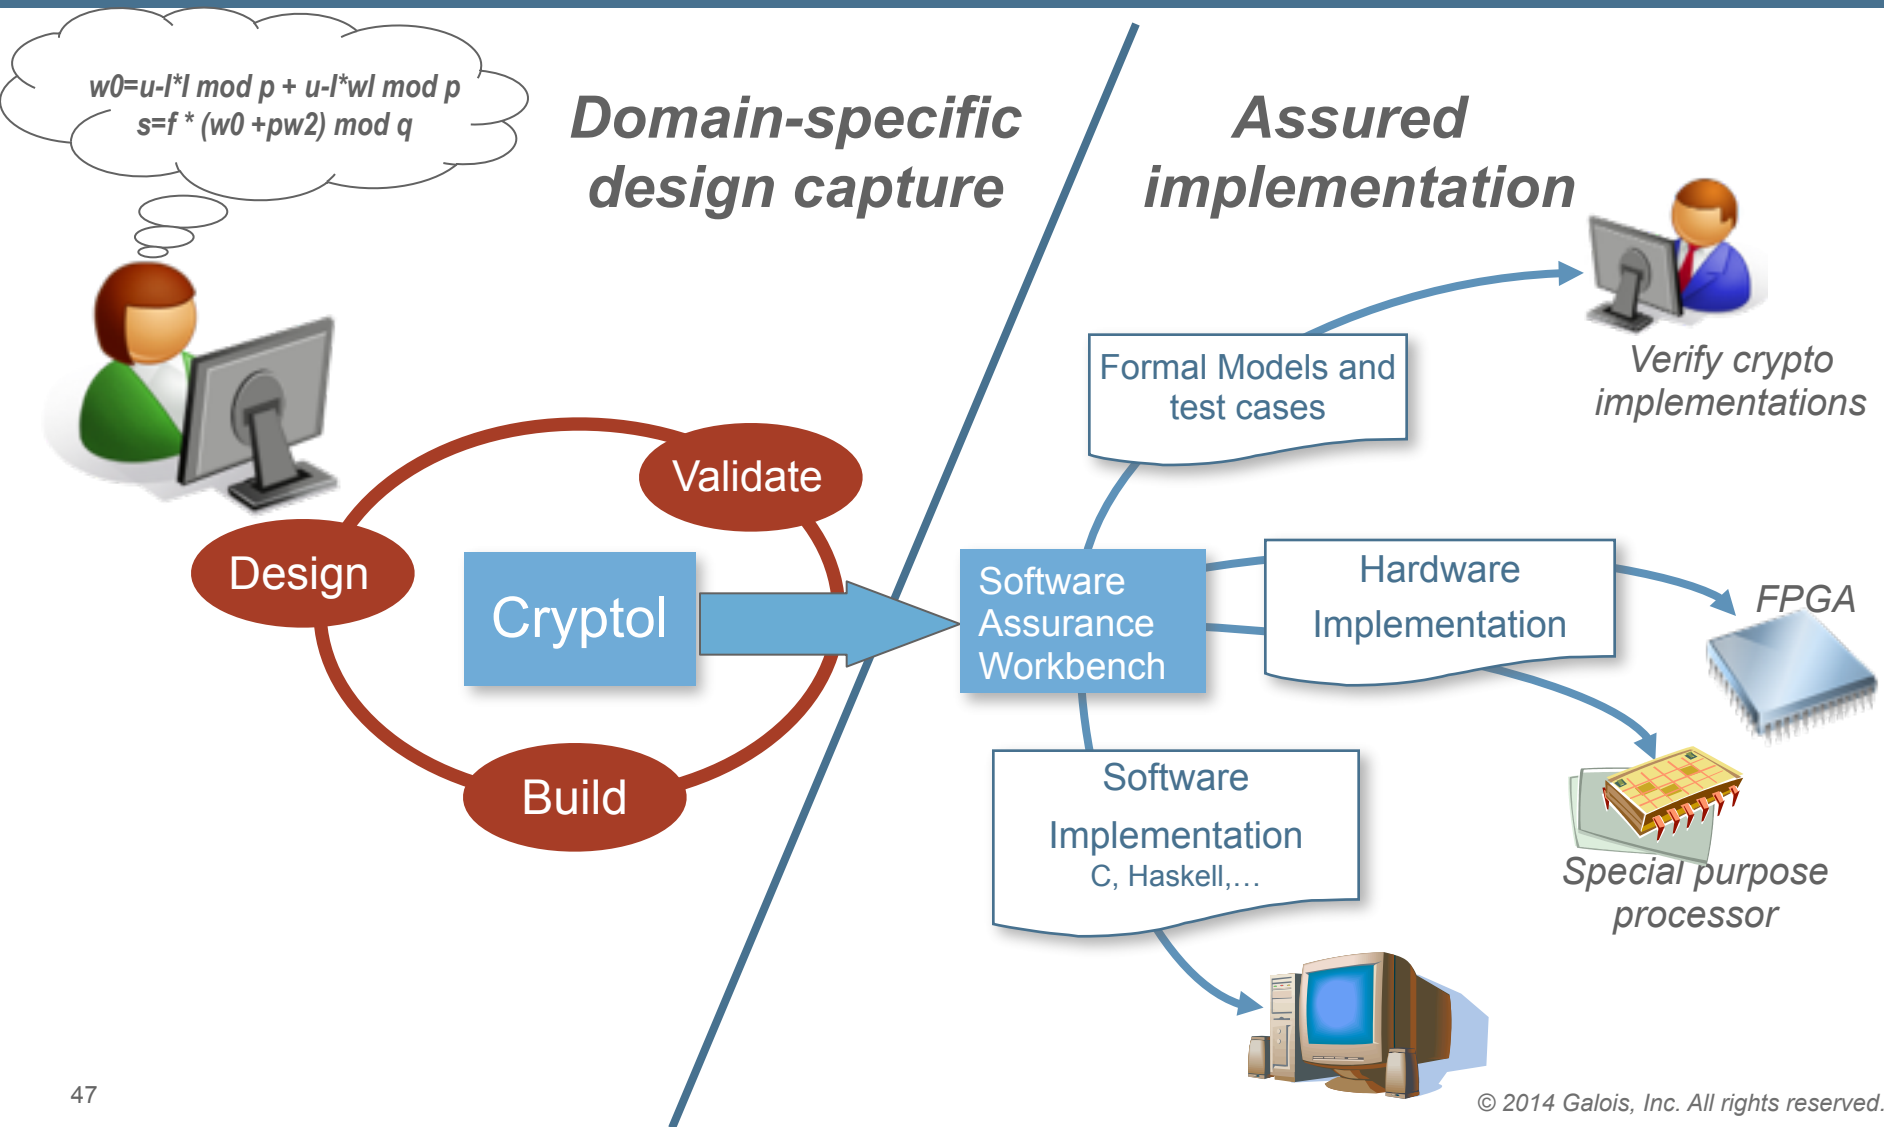 w0=u-I*I mod p + u-I*wI mod p
s=f * (w0 +pw2) mod q
Domain-specific
design capture
Assured
implementation
Verify crypto
implementations
Formal Models and
test cases
Validate
Design
Cryptol
Build
Software
Assurance
Workbench
Hardware
Implementation
FPGA
Special purpose
processor
Software
Implementation
C, Haskell,…
47
© 2014 Galois, Inc. All rights reserved.